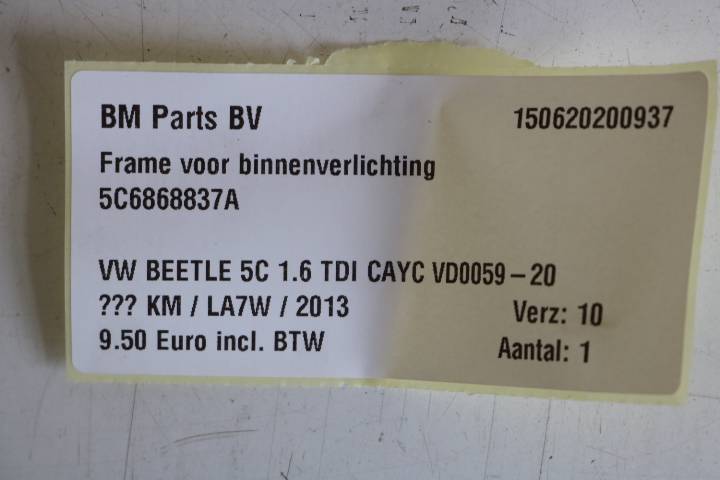 BM Parts BV 150620200937
Frame voor binnenverlichting
5C6868837A
VW BEETLE 5C 1.6 TDI CAYC VD0059-20
??? KM / LA7W / 2013 Verz: 10
9.50 Euro incl. BTW Aantal: 1